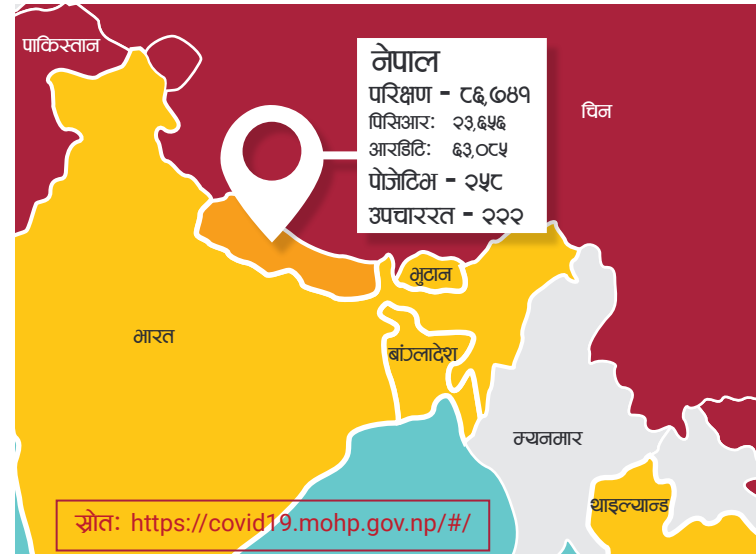 पाकिस्तान
नेपाल
परिक्षण - ८६,७४१
पिसिआर: २३,६५६
आरडिटि: ६३,०८५
पोजेटिभ - २५८
उपचाररत - २२२
चिन
भुटान
भारत
बांग्लादेश
म्यनमार
थाइल्यान्ड
स्रोत: https://covid19.mohp.gov.np/#/